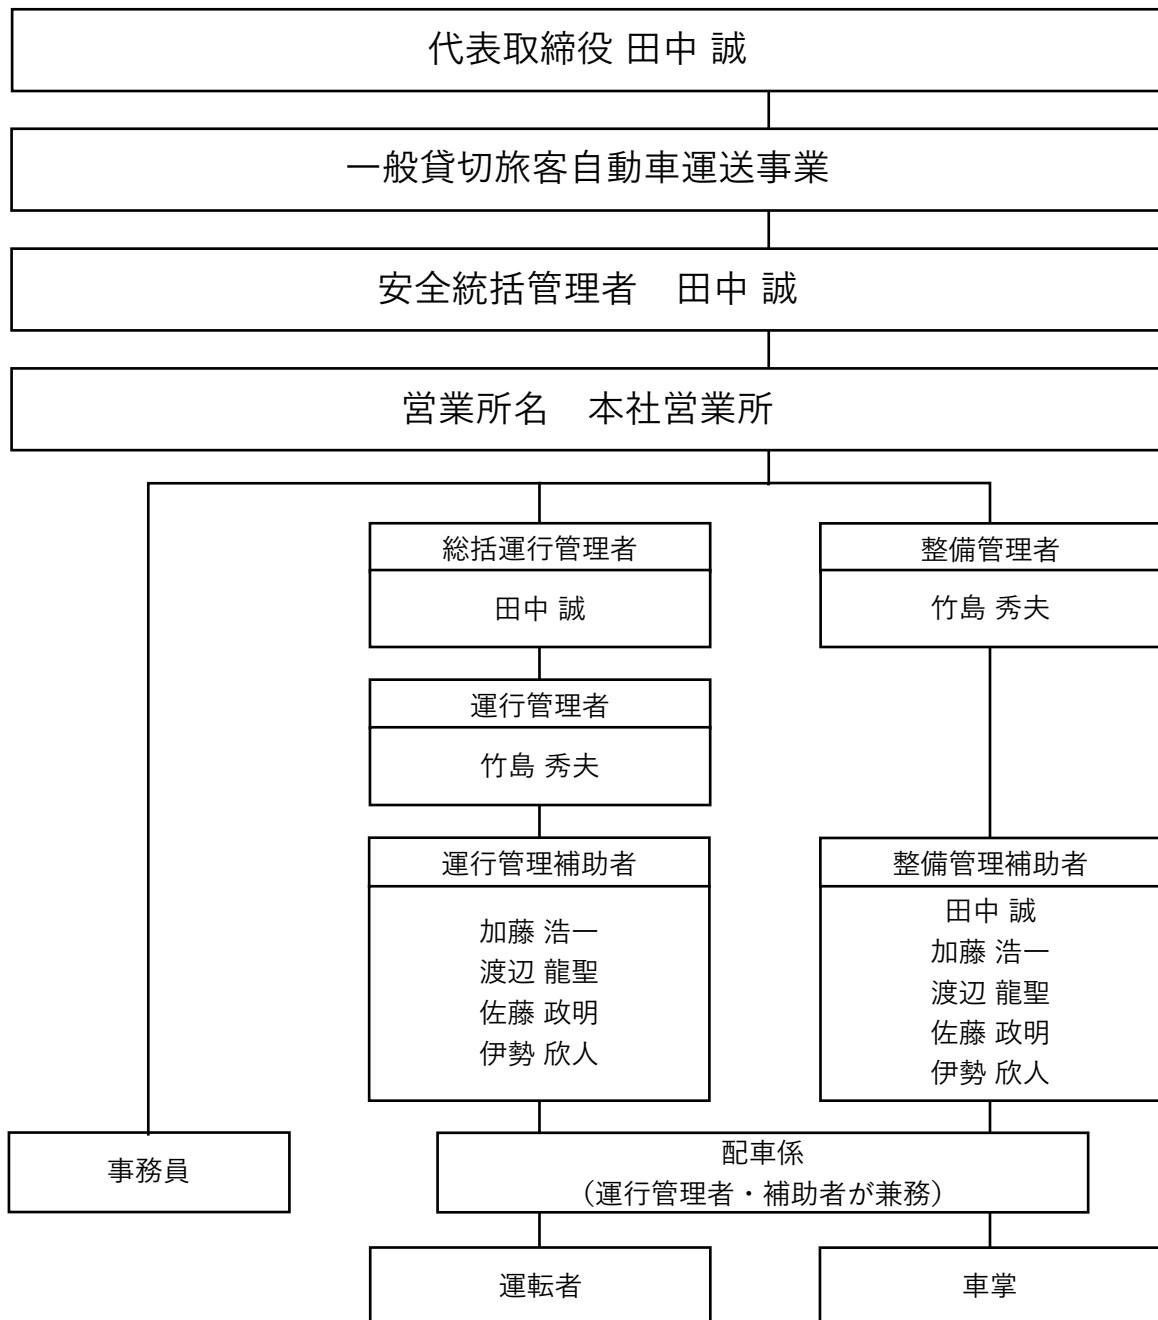 代表取締役 田中 誠
一般貸切旅客自動車運送事業
安全統括管理者　田中 誠
営業所名　本社営業所
総括運行管理者
田中 誠
運行管理者
竹島 秀夫
運行管理補助者
加藤 浩一
渡辺 龍聖
佐藤 政明
伊勢 欣人
整備管理者
竹島 秀夫
整備管理補助者
田中 誠
加藤 浩一
渡辺 龍聖
佐藤 政明
伊勢 欣人
事務員
配車係
（運行管理者・補助者が兼務）
運転者
車掌